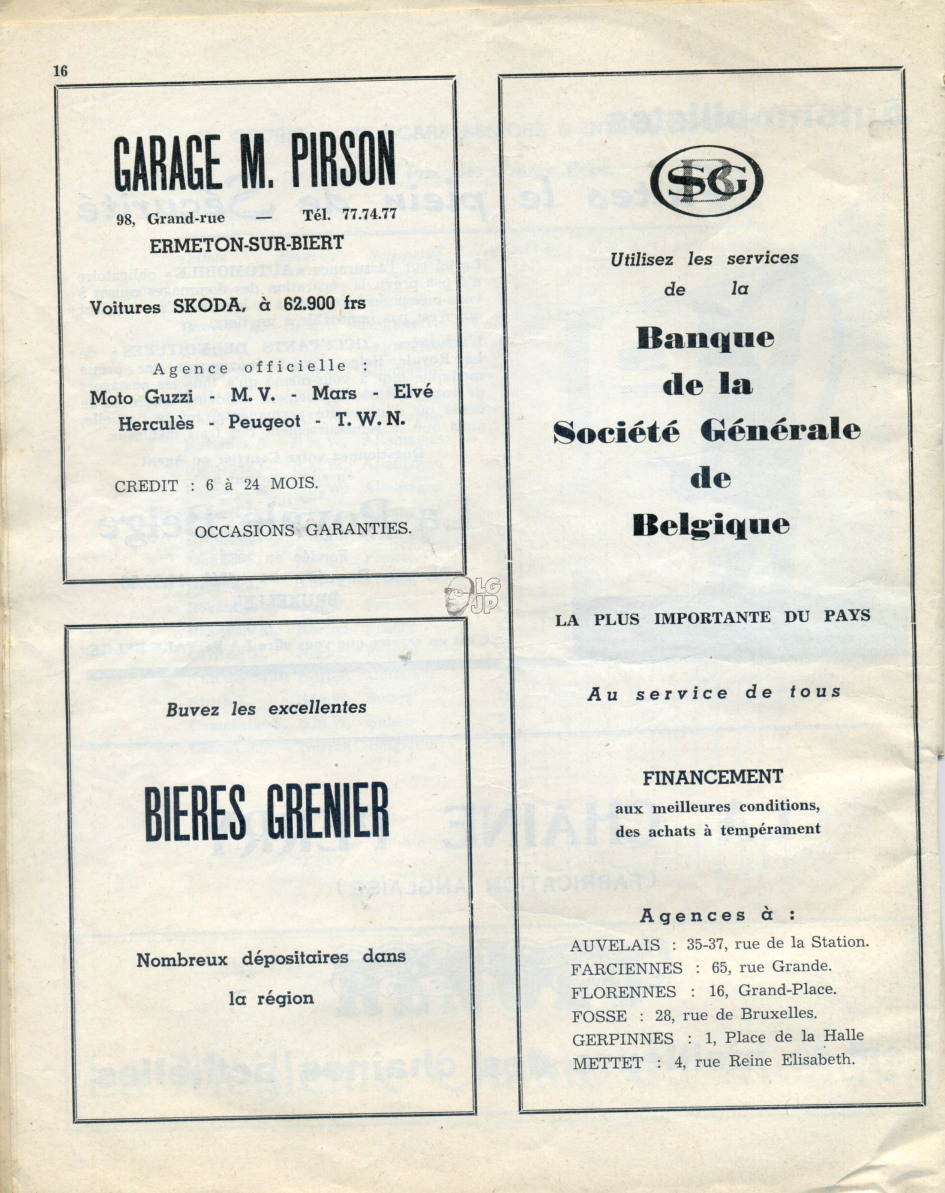 16
GARAGE M. PIRSON
98, Grand-rue Tél. 77.74.77
ERMETON-SUR-BIERT
Voitures SKODA, à 62.900 frs
Agence officielle :
Moto Guzzi - M.V. - Mars - Elvé
Herculès - Peugeot - T.W.N.
CREDIT : 6 à 24 MOIS.
OCCASIONS GARANTIES.
LG
JP
Buvez les excellentes
BIERES GRENIER
Nombreux dépositaires dans
la région
Utilisez les services
de la
Banque
de la
Société Générale
de
Belgique
LA PLUS IMPORTANTE DU PAYS
Au service de tous
FINANCEMENT
aux meilleures conditions,
des achats à tempérament
Agences à :
AUVELAIS : 35-37, rue de la Station.
FARCIENNES : 65, rue Grande.
FLORENNES : 16, Grand-Place.
FOSSE : 28, rue de Bruxelles.
GERPINNES : 1, Place de la Halle
METTET : 4, rue Reine Elisabeth.